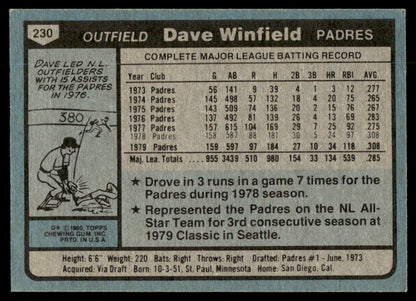 230 OUTFIELD Dave Winfield PADRES
DAVE LED N.L.
OUTFIELDERS
WITH 15 ASSISTS
FOR THE PADRES
IN 1976.
380
COMPLETE MAJOR LEAGUE BATTING RECORD
Year Club G AB R H 2B 3B HR RBI AVG
1973 Padres 56 141 9 39 4 1 3 12 .277
1974 Padres 145 498 57 132 18 4 20 75 .265
1975 Padres 143 509 74 136 20 2 15 76 .267
1976 Padres 137 492 81 139 26 4 13 69 .283
1977 Padres 157 615 104 169 29 7 25 92 .275
1978 Padres 158 587 88 181 30 5 24 97 .308
1979 Padres 159 597 97 184 27 10 34 118 .308
Maj. Lea. Totals 955 3439 510 980 154 33 134 539 .285
★ Drove in 3 runs in a game 7 times for the
Padres during 1978 season.
★ Represented the Padres on the NL All-
Star Team for 3rd consecutive season at
1979 Classic in Seattle.
D* © 1980 TOPPS
CHEWING GUM, INC.
PRTD. IN U.S.A.
Height: 6'6" Weight: 220 Bats: Right Throws: Right Drafted: Padres #1 - June, 1973
Acquired: Via Draft Born: 10-3-51, St. Paul, Minnesota Home: San Diego, Cal.